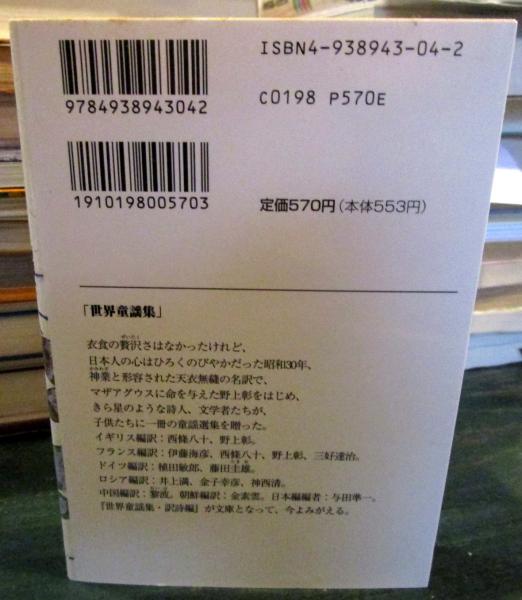 ISBN4-938943-04-2
9784938943042
C0198 P570E
1910198005703
定価570円(本体553円)
「世界童謡集」
衣食の贅沢さはなかったけれど、
日本人の心はひろくのびやかだった昭和30年、
神業と形容された天衣無縫の名訳で、
マザアグウスに命を与えた野上彰をはじめ、
きら星のような詩人、文学者たちが、
子供たちに一冊の童謡選集を贈った。
イギリス編訳:西條八十、野上彰。
フランス編訳:伊藤海彦、西條八十、野上彰、三好達治。
ドイツ編訳:植田敏郎、藤田圭雄。
ロシア編訳:井上満、金子幸彦、神西清。
中国編訳:黎波。朝鮮編訳:金素雲。日本編編者:与田凖一。
『世界童謡集・訳詩編』が文庫となって、今よみがえる。